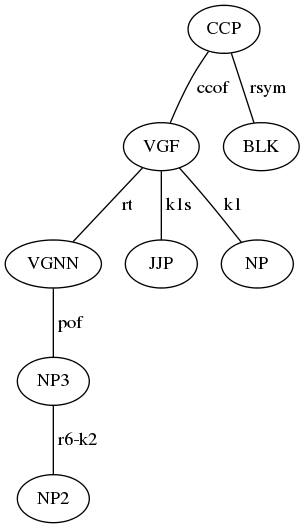 CCP
ccof rsym
VGF BLK
rt k1s k1
VGNN JJP NP
pof
NP3
r6-k2
NP2